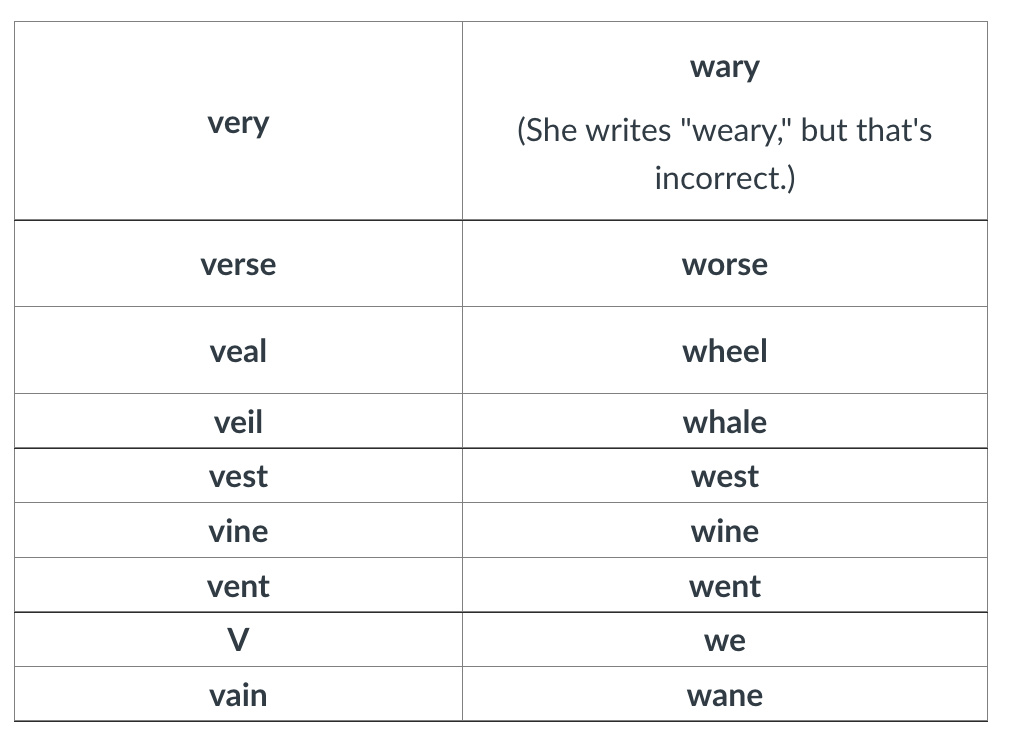 very
wary
(She writes "weary," but that's
incorrect.)
verse
worse
veal
wheel
veil
whale
vest
west
vine
wine
vent
went
V
we
vain
wane